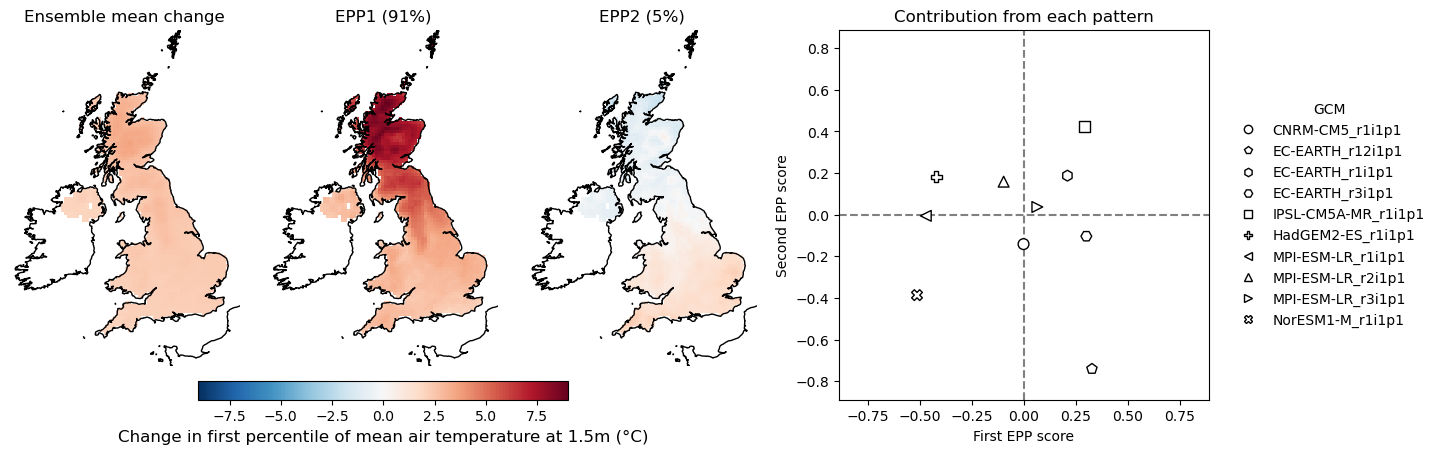 Ensemble mean change
EPP1 (91%)
EPP2 (5%)
−7.5 −5.0 −2.5 0.0 2.5 5.0 7.5
Change in first percentile of mean air temperature at 1.5m (°C)
Contribution from each pattern
Second EPP score
0.8
0.6
0.4
0.2
0.0
−0.2
−0.4
−0.6
−0.8
−0.75 −0.50 −0.25 0.00 0.25 0.50 0.75
First EPP score
GCM
CNRM-CM5_r1i1p1
EC-EARTH_r12i1p1
EC-EARTH_r1i1p1
EC-EARTH_r3i1p1
IPSL-CM5A-MR_r1i1p1
HadGEM2-ES_r1i1p1
MPI-ESM-LR_r1i1p1
MPI-ESM-LR_r2i1p1
MPI-ESM-LR_r3i1p1
NorESM1-M_r1i1p1